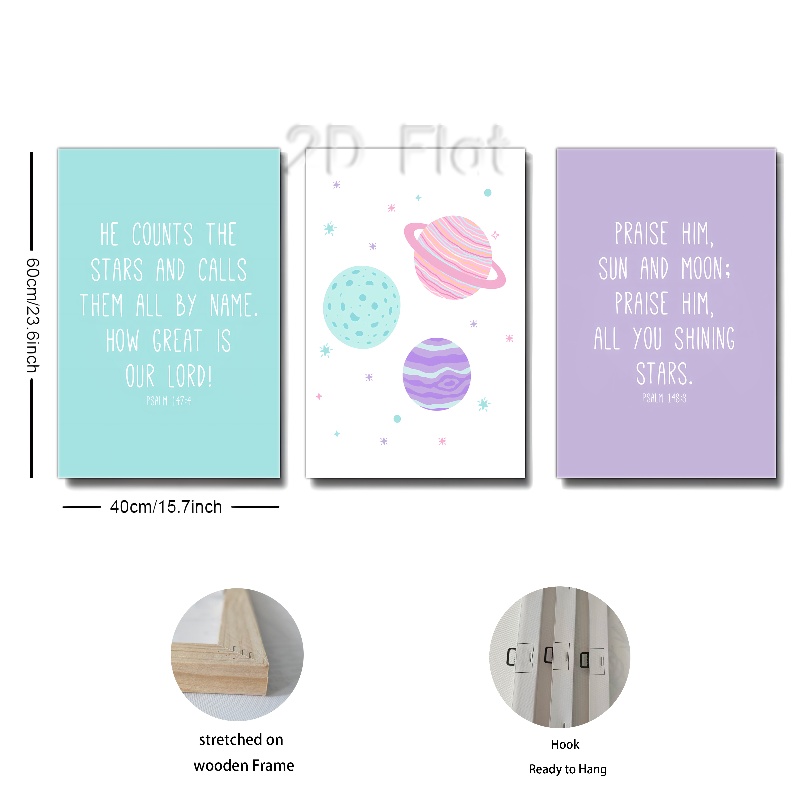 2D Flat
HE COUNTS THE
STARS AND CALLS
THEM ALL BY NAME.
HOW GREAT IS
OUR LORD!
PSALM 147:4
PRAISE HIM,
SUN AND MOON;
PRAISE HIM,
ALL YOU SHINING
STARS.
PSALM 148:3
60cm/23.6inch
40cm/15.7inch
stretched on
wooden Frame
Hook
Ready to Hang